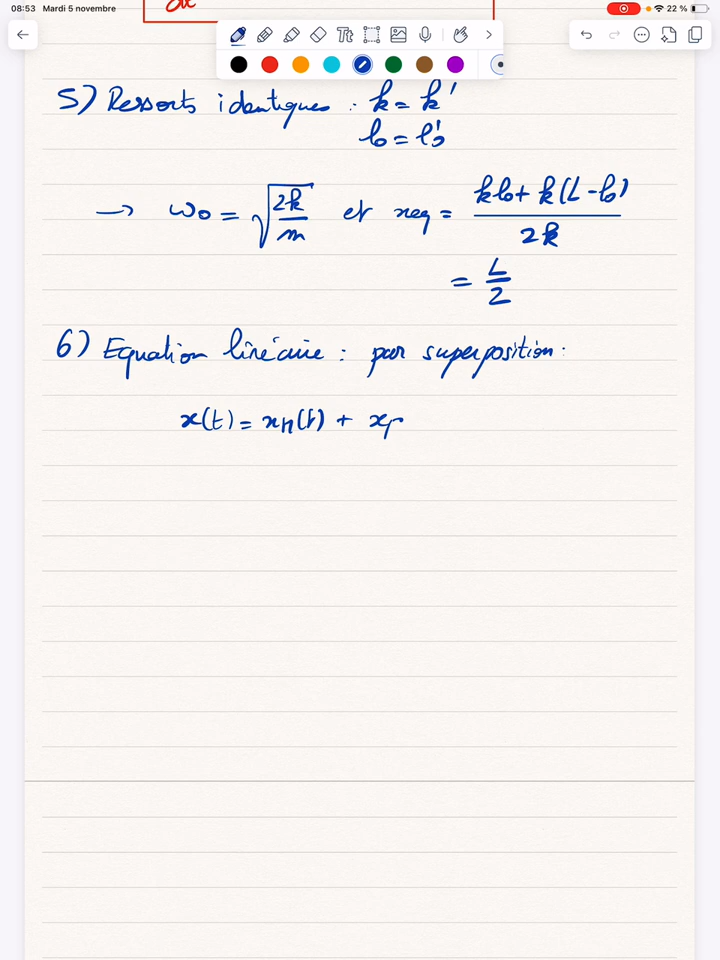 08:53 Mardi 5 novembre
22 %
Tt
5) Ressorts identiques : k = k'
l₀ = l'₀
→ ω₀ = √(2k/m) et xeq = (kl₀ + k(L - l₀))/2k
= L/2
6) Equation linéaire : par superposition :
x(t) = xH(t) + xp